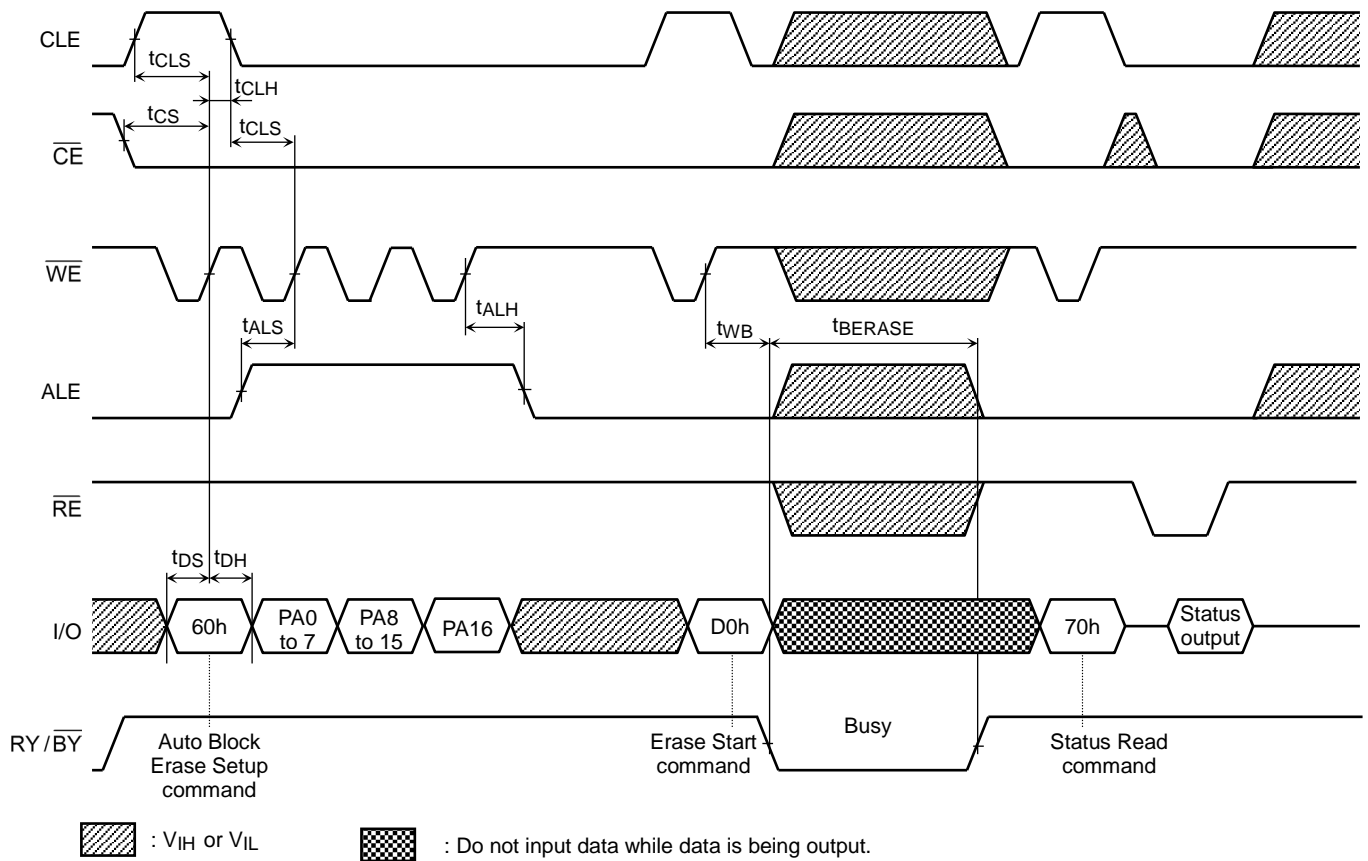 CLE
tCLS
tCLH
tCS
tCLS
CE
WE
tALS
tALH
tWB
tBERASE
ALE
RE
tDS
tDH
I/O
60h
PA0
to 7
PA8
to 15
PA16
D0h
70h
Status
output
RY/BY
Busy
Auto Block
Erase Setup
command
Erase Start
command
Status Read
command
: VIH or VIL
: Do not input data while data is being output.